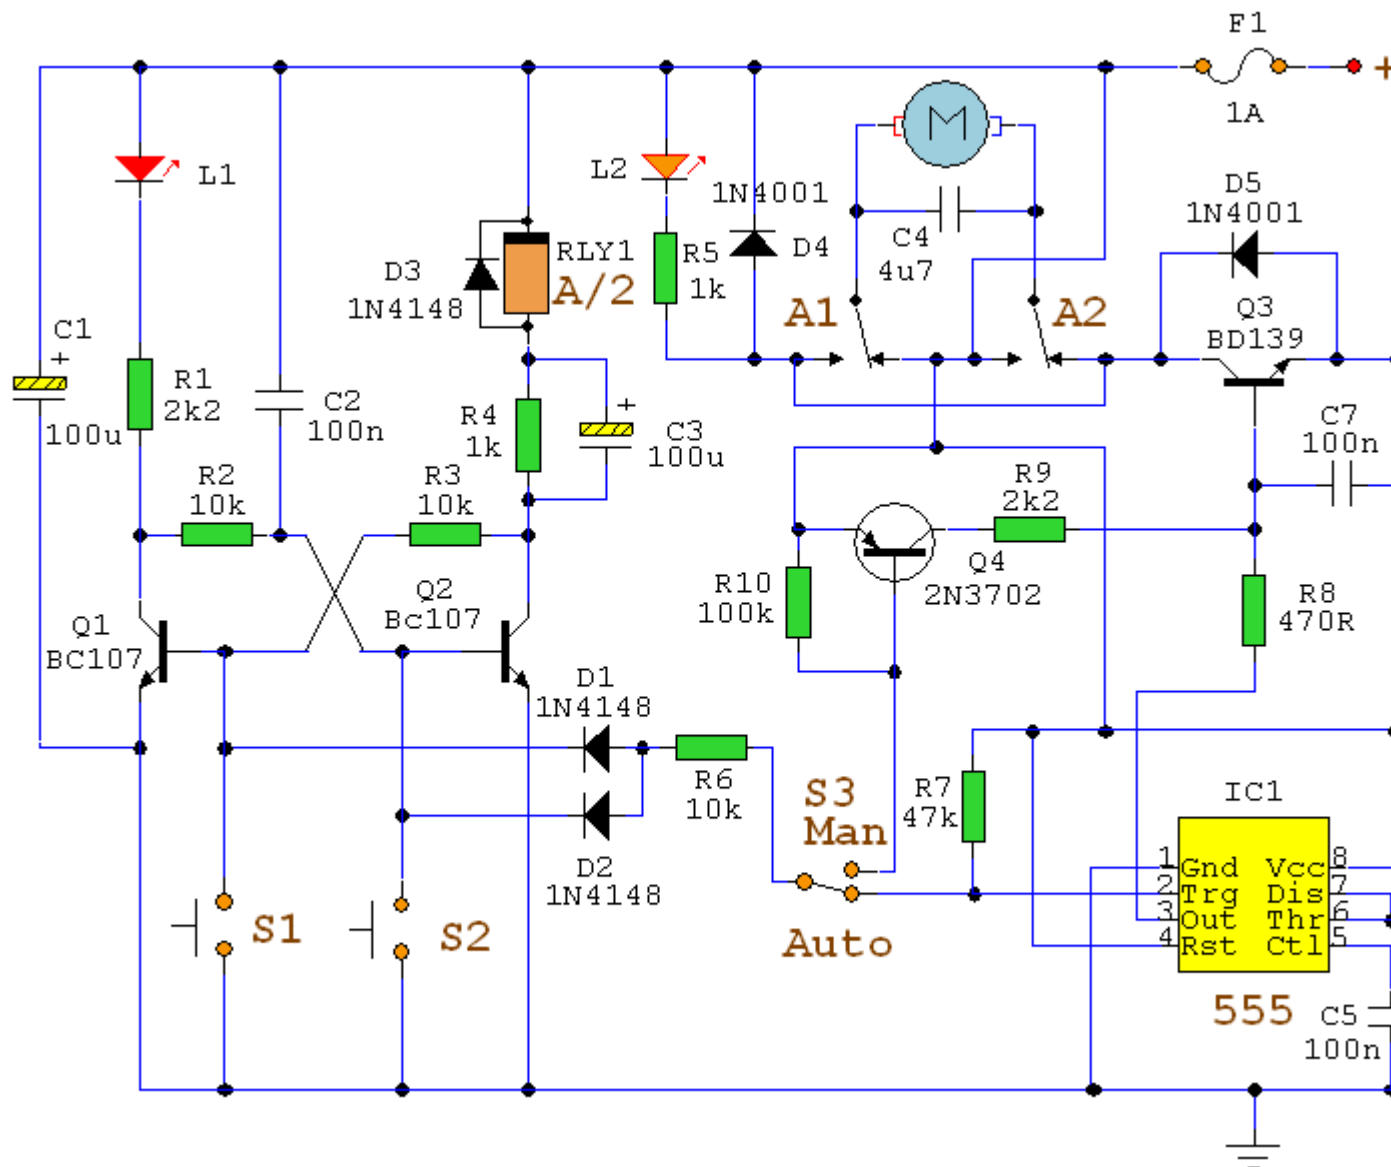 F1
+
1A
M
L1
L2
1N4001
D5
1N4001
R5
1k
D4
C4
4u7
D3
1N4148
RLY1
A/2
A1
A2
Q3
BD139
C1
+
100u
R1
2k2
C2
100n
R4
1k
+
C3
100u
C7
100n
R2
10k
R3
10k
R9
2k2
R10
100k
Q4
2N3702
R8
470R
Q1
BC107
Q2
Bc107
D1
1N4148
R6
10k
D2
1N4148
S3
Man
Auto
R7
47k
IC1
1 Gnd Vcc 8
2 Trg Dis 7
3 Out Thr 6
4 Rst Ctl 5
555
S1
S2
C5
100n